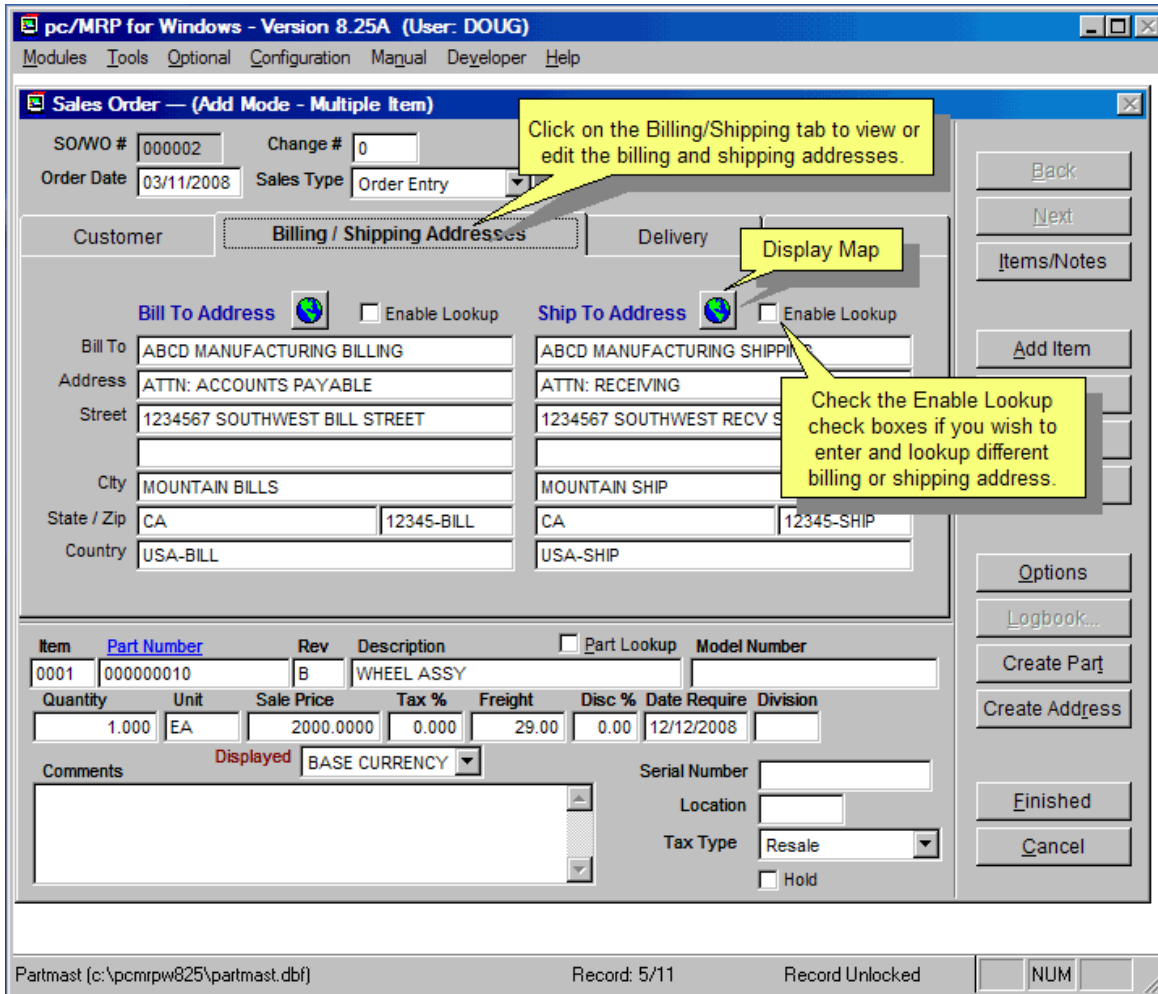 pc/MRP for Windows - Version 8.25A (User: DOUG)
Modules Tools Optional Configuration Manual Developer Help
Sales Order — (Add Mode - Multiple Item)
SO/WO # 000002 Change # 0
Order Date 03/11/2008 Sales Type Order Entry
Click on the Billing/Shipping tab to view or
edit the billing and shipping addresses.
Customer Billing / Shipping Addresses Delivery
Display Map
Bill To Address Enable Lookup Ship To Address Enable Lookup
Bill To ABCD MANUFACTURING BILLING ABCD MANUFACTURING SHIPPING
Address ATTN: ACCOUNTS PAYABLE ATTN: RECEIVING
Street 1234567 SOUTHWEST BILL STREET 1234567 SOUTHWEST RECV S
City MOUNTAIN BILLS MOUNTAIN SHIP
State / Zip CA 12345-BILL CA 12345-SHIP
Country USA-BILL USA-SHIP
Check the Enable Lookup
check boxes if you wish to
enter and lookup different
billing or shipping address.
Item Part Number Rev Description Part Lookup Model Number
0001 000000010 B WHEEL ASSY
Quantity Unit Sale Price Tax % Freight Disc % Date Require Division
1.000 EA 2000.0000 0.000 29.00 0.00 12/12/2008
Displayed BASE CURRENCY
Comments
Serial Number
Location
Tax Type Resale
Hold
Back
Next
Items/Notes
Add Item
Options
Logbook...
Create Part
Create Address
Finished
Cancel
Partmast (c:\pcmrpw825\partmast.dbf) Record: 5/11 Record Unlocked NUM